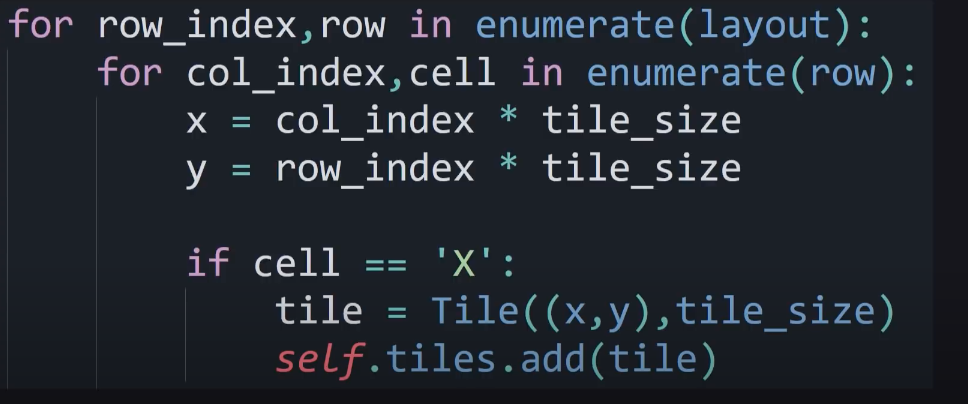 for row_index,row in enumerate(layout):
    for col_index,cell in enumerate(row):
        x = col_index * tile_size
        y = row_index * tile_size

        if cell == 'X':
            tile = Tile((x,y),tile_size)
            self.tiles.add(tile)